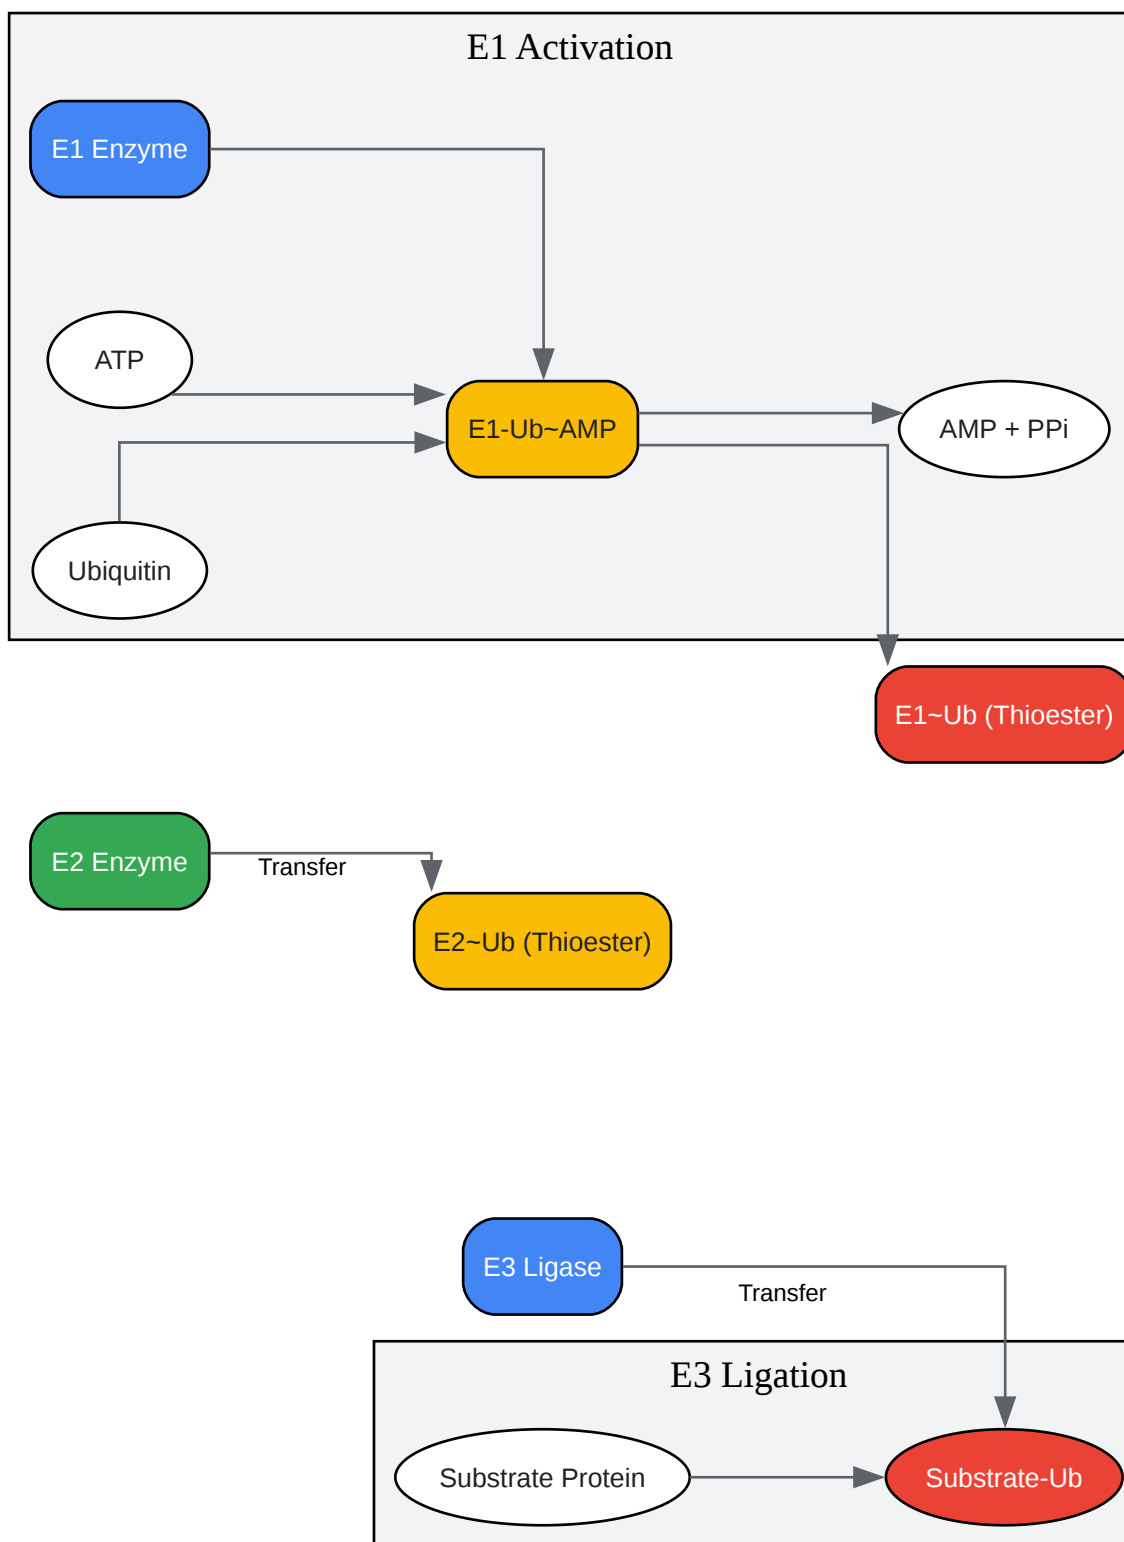 E1 Activation
E1 Enzyme
ATP
E1-Ub~AMP
AMP + PPi
Ubiquitin
E1~Ub (Thioester)
E2 Enzyme
Transfer
E2~Ub (Thioester)
E3 Ligase
Transfer
E3 Ligation
Substrate Protein
Substrate-Ub